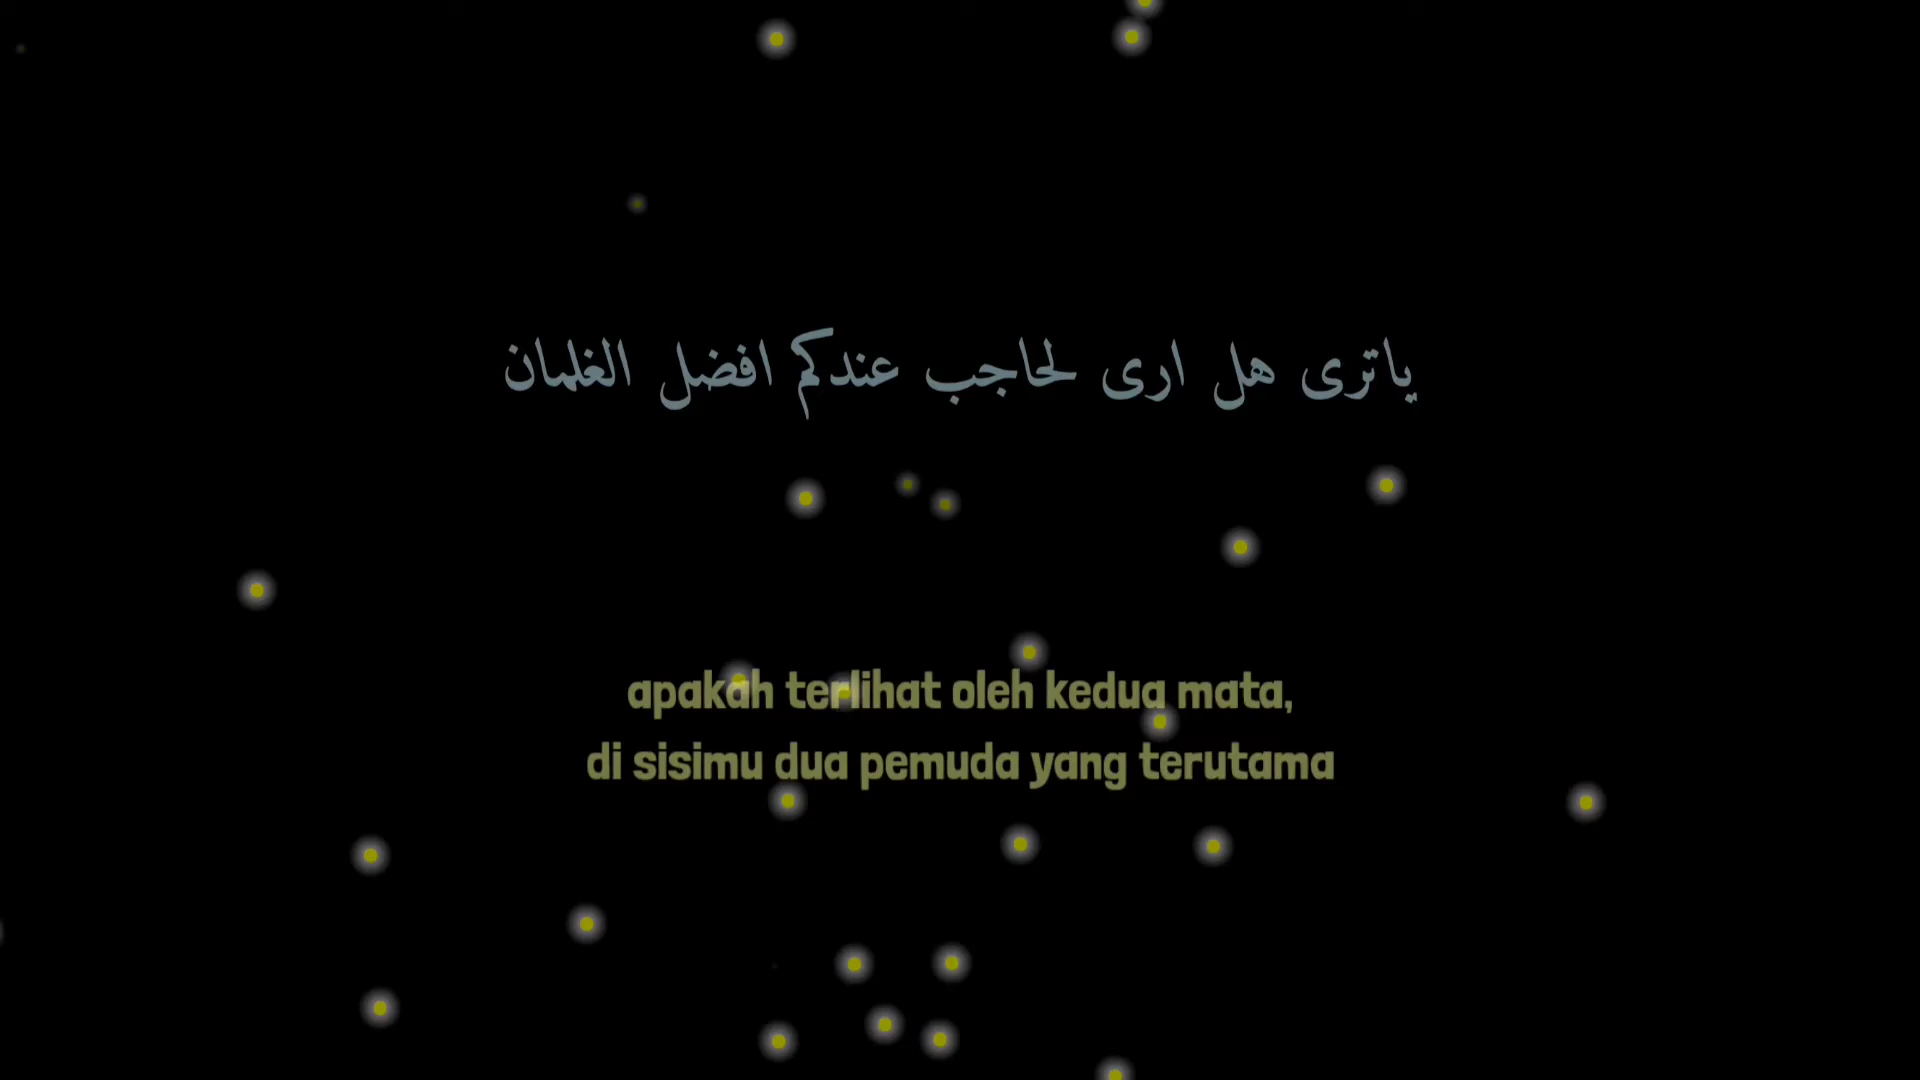 ياترى هل ارى لحاجب عندكم افضل الغلمان
apakah terlihat oleh kedua mata,
di sisimu dua pemuda yang terutama